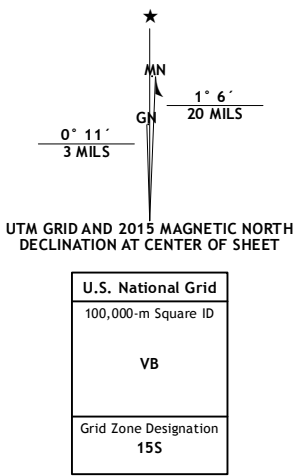 ★
MN
1° 6´
20 MILS
GN
0° 11´
3 MILS
UTM GRID AND 2015 MAGNETIC NORTH
DECLINATION AT CENTER OF SHEET
U.S. National Grid
100,000-m Square ID
VB
Grid Zone Designation
15S